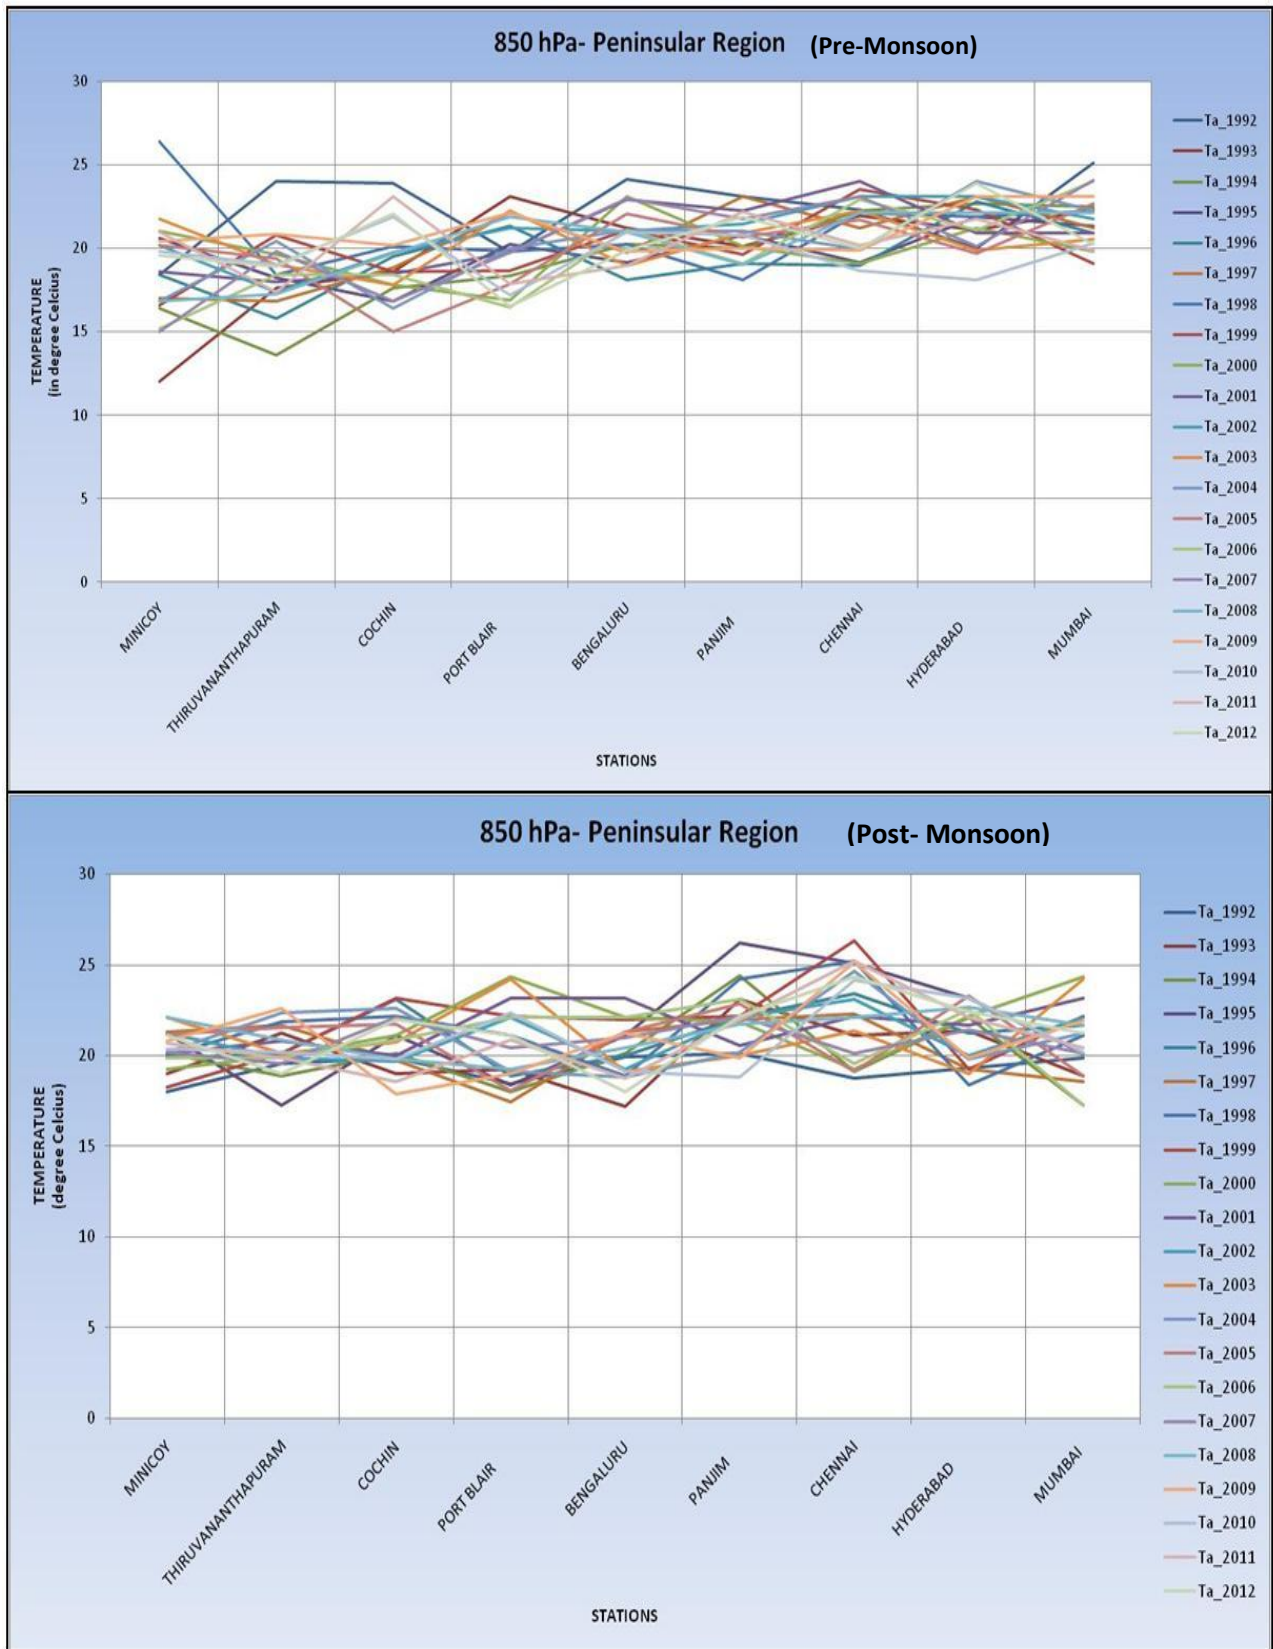 850 hPa- Peninsular Region (Pre-Monsoon)
30
25
20
15
10
5
0
TEMPERATURE
(in degree Celcius)
MINICOY
THIRUVANANTHAPURAM
COCHIN
PORT BLAIR
BENGALURU
PANJIM
CHENNAI
HYDERABAD
MUMBAI
STATIONS
Ta_1992
Ta_1993
Ta_1994
Ta_1995
Ta_1996
Ta_1997
Ta_1998
Ta_1999
Ta_2000
Ta_2001
Ta_2002
Ta_2003
Ta_2004
Ta_2005
Ta_2006
Ta_2007
Ta_2008
Ta_2009
Ta_2010
Ta_2011
Ta_2012
850 hPa- Peninsular Region (Post- Monsoon)
30
25
20
15
10
5
0
TEMPERATURE
(degree Celcius)
MINICOY
THIRUVANANTHAPURAM
COCHIN
PORT BLAIR
BENGALURU
PANJIM
CHENNAI
HYDERABAD
MUMBAI
STATIONS
Ta_1992
Ta_1993
Ta_1994
Ta_1995
Ta_1996
Ta_1997
Ta_1998
Ta_1999
Ta_2000
Ta_2001
Ta_2002
Ta_2003
Ta_2004
Ta_2005
Ta_2006
Ta_2007
Ta_2008
Ta_2009
Ta_2010
Ta_2011
Ta_2012